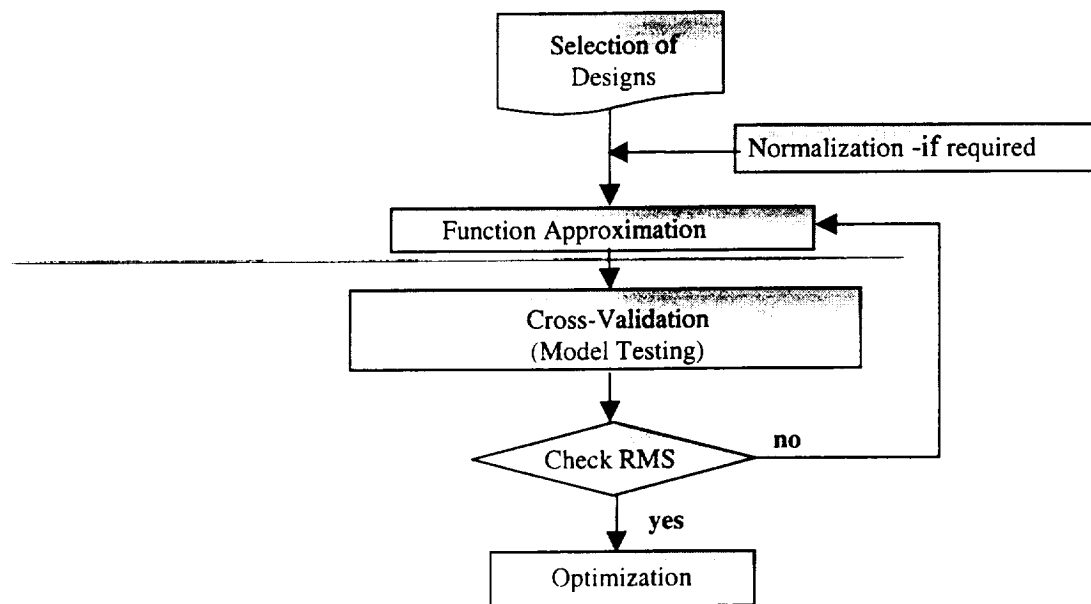 Selection of
Designs
Normalization -if required
Function Approximation
Cross-Validation
(Model Testing)
Check RMS
no
yes
Optimization